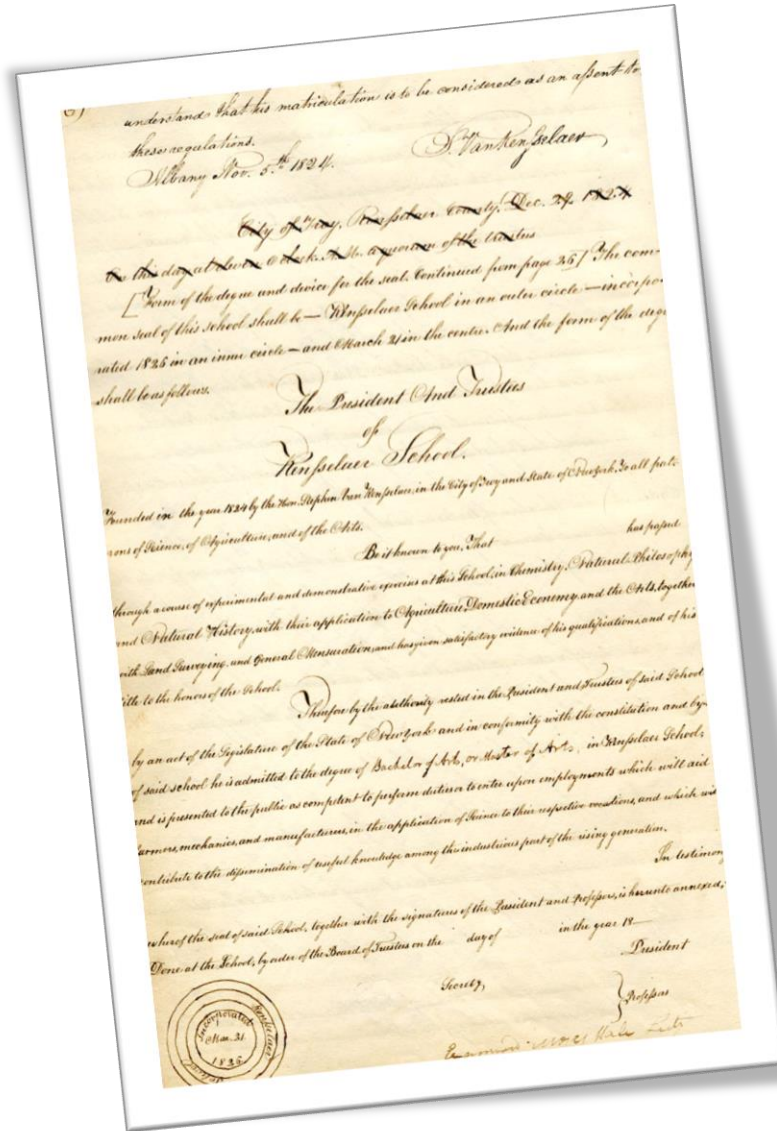 6)
understand that his matriculation is to be considered as an assent to
these regulations.
Albany Nov. 5th 1824. S. Van Rensselaer
City of Troy, Rensselaer County, Dec. 29. 1824
On this day at eleven o'clock A.M. a quorum of the trustees
[Form of the degree and device for the seal. Continued from page 26] The com-
mon seal of this school shall be — Rensselaer School in an outer circle — incorpo-
rated 1826 in an inner circle — and March 21 in the centre. And the form of the degr
shall be as follows.
The President And Trustees
of
Rensselaer School.
Founded in the year 1824 by the Hon. Stephen Van Rensselaer, in the City of Troy and State of New York. To all pat-
rons of Science, of Agriculture, and of the Arts.
Be it known to you, That has passed
through a course of experimental and demonstrative exercises at this School, in Chemistry, Natural Philosophy
and Natural History, with their application to Agriculture, Domestic Economy, and the Arts, together
with Land Surveying, and General Mensuration, and has given satisfactory evidence of his qualifications, and of his
title to the honors of the School.
Therefore by the authority vested in the President and Trustees of said School
by an act of the Legislature of the State of New York and in conformity with the constitution and by-
of said school he is admitted to the degree of Bachelor of Arts, or Master of Arts, in Rensselaer School;
and is presented to the public as competent to perform duties or to enter upon employments which will aid
farmers, mechanics, and manufacturers, in the application of Science to their respective vocations, and which will
contribute to the dissemination of useful knowledge among the industrious part of the rising generation.
In testimony
whereof the seal of said School, together with the signatures of the President and Professors, is hereunto annexed;
Done at the School, by order of the Board of Trustees on the day of in the year 18—
President
Secretary,
} Professors
Rensselaer School
Incorporated
Mar. 21
1826